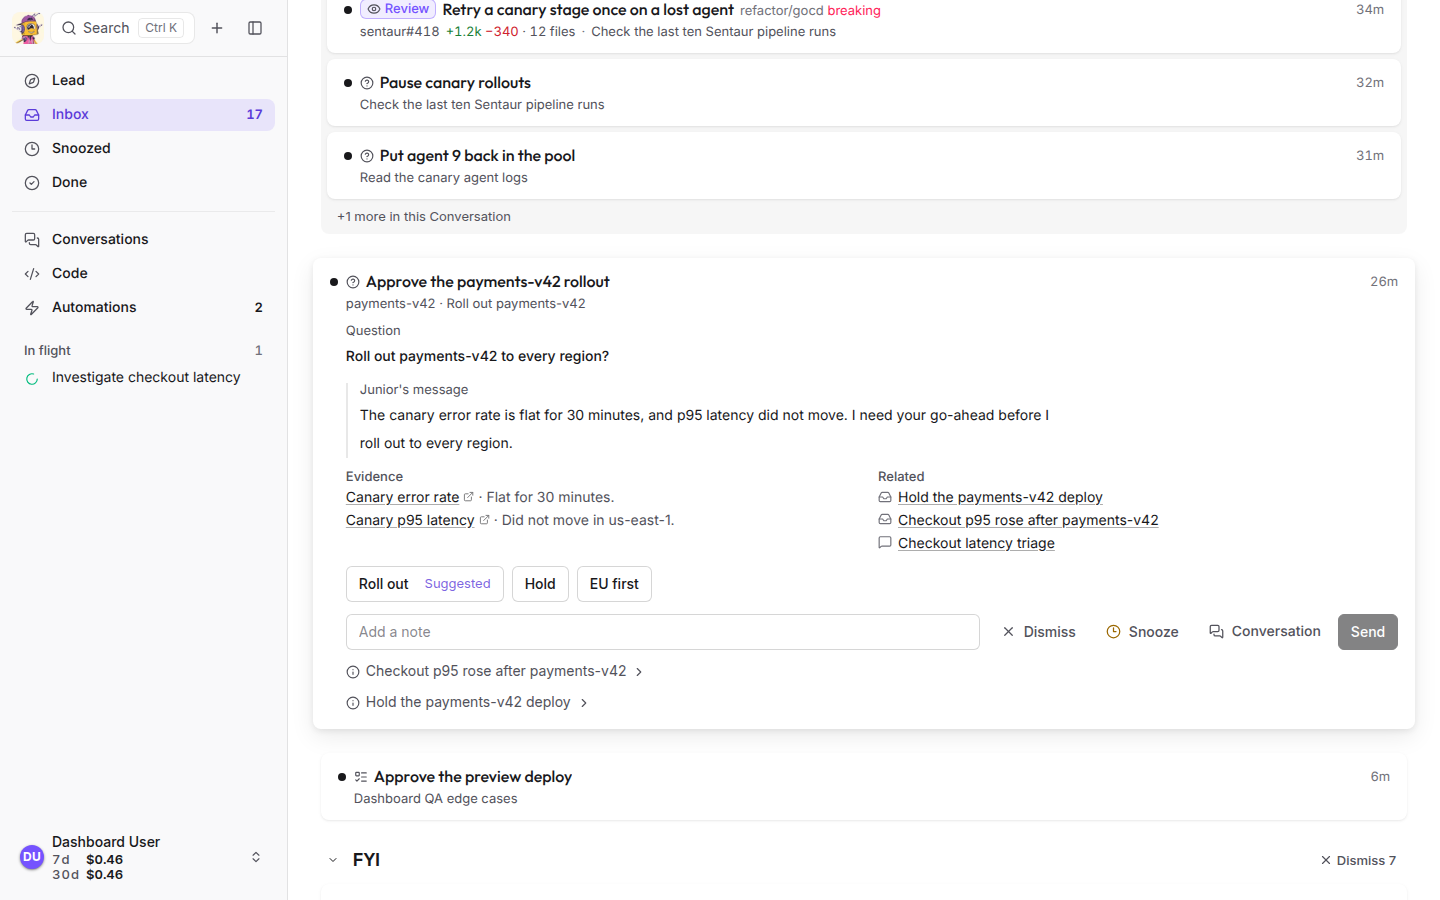 Search Ctrl K
Lead
Inbox 17
Snoozed
Done
Conversations
Code
Automations 2
In flight 1
Investigate checkout latency
DU
Dashboard User
7d $0.46
30d $0.46
Review Retry a canary stage once on a lost agent refactor/gocd breaking 34m
sentaur#418 +1.2k −340 · 12 files · Check the last ten Sentaur pipeline runs
Pause canary rollouts 32m
Check the last ten Sentaur pipeline runs
Put agent 9 back in the pool 31m
Read the canary agent logs
+1 more in this Conversation
Approve the payments-v42 rollout 26m
payments-v42 · Roll out payments-v42
Question
Roll out payments-v42 to every region?
Junior's message
The canary error rate is flat for 30 minutes, and p95 latency did not move. I need your go-ahead before I
roll out to every region.
Evidence
Canary error rate · Flat for 30 minutes.
Canary p95 latency · Did not move in us-east-1.
Related
Hold the payments-v42 deploy
Checkout p95 rose after payments-v42
Checkout latency triage
Roll out Suggested Hold EU first
Add a note Dismiss Snooze Conversation Send
Checkout p95 rose after payments-v42
Hold the payments-v42 deploy
Approve the preview deploy 6m
Dashboard QA edge cases
FYI Dismiss 7